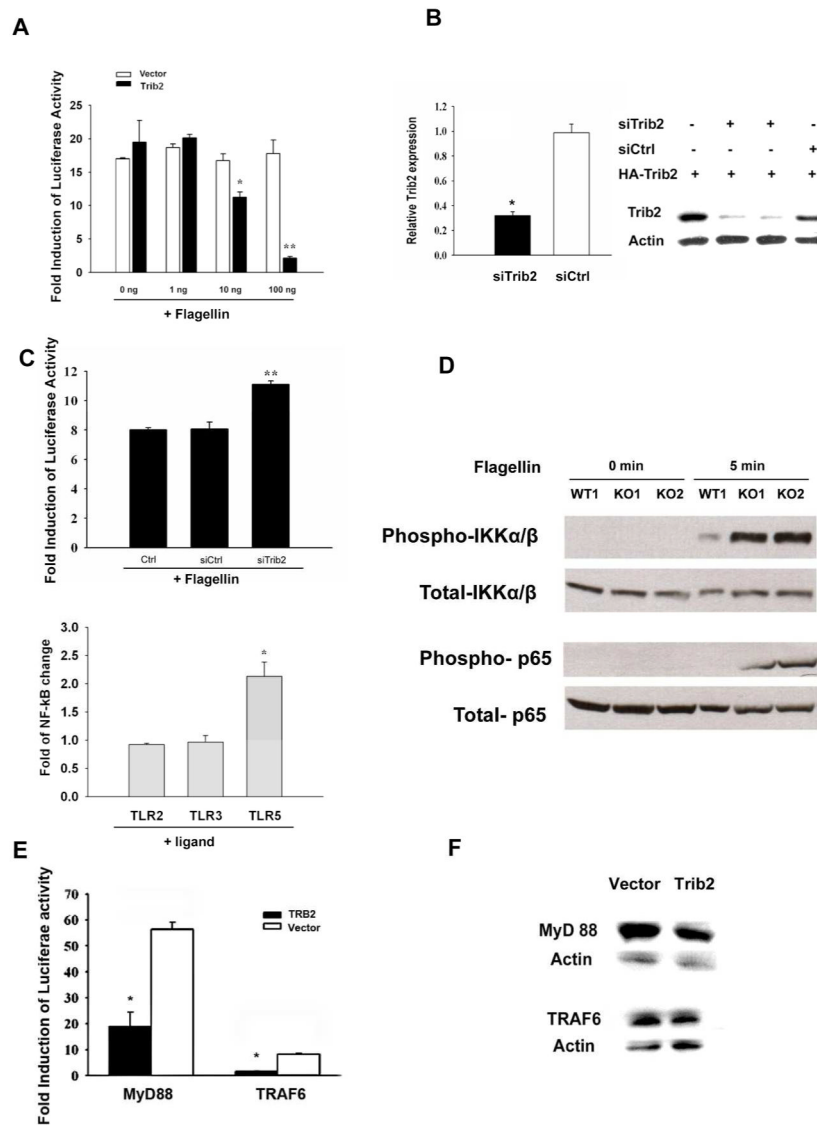 A
Vector
Trib2
Fold Induction of Luciferase Activity
25
20
15
10
5
0
*
**
0 ng 1 ng 10 ng 100 ng
+ Flagellin
B
Relative Trib2 expression
1.2
1.0
0.8
0.6
0.4
0.2
0.0
*
siTrib2 siCtrl
siTrib2 - + + -
siCtrl - - - +
HA-Trib2 + + + +
Trib2
Actin
C
Fold Induction of Luciferase Activity
12
10
8
6
4
2
0
**
Ctrl siCtrl siTrib2
+ Flagellin
Fold of NF-kB change
3.0
2.5
2.0
1.5
1.0
0.5
0.0
*
TLR2 TLR3 TLR5
+ ligand
D
Flagellin 0 min 5 min
WT1 KO1 KO2 WT1 KO1 KO2
Phospho-IKKα/β
Total-IKKα/β
Phospho- p65
Total- p65
E
Fold Induction of Luciferae activity
70
60
50
40
30
20
10
0
TRB2
Vector
*
*
MyD88 TRAF6
F
Vector Trib2
MyD 88
Actin
TRAF6
Actin